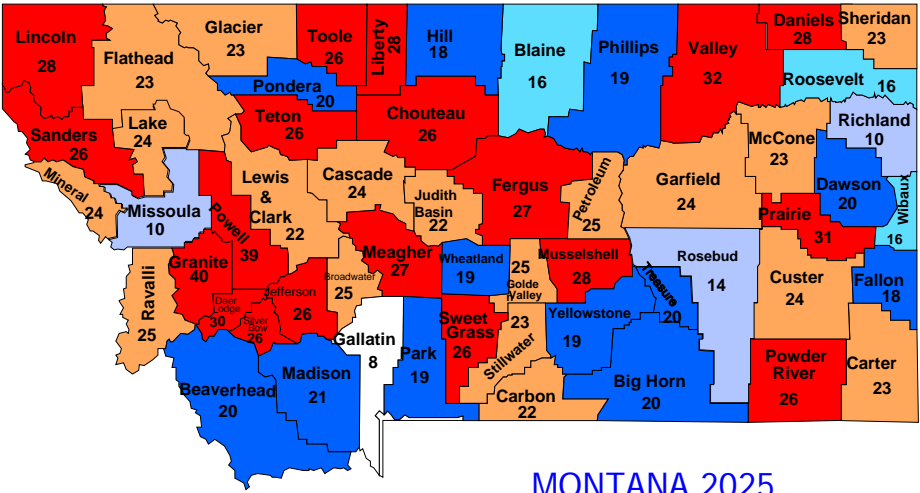 Lincoln
28
Flathead
23
Glacier
23
Toole
26
Liberty
28
Hill
18
Blaine
16
Phillips
19
Valley
32
Daniels
28
Sheridan
23
Pondera
20
Roosevelt
16
Sanders
26
Lake
24
Teton
26
Chouteau
26
McCone
23
Richland
10
Mineral
24
Missoula
10
Powell
39
Lewis
&
Clark
22
Cascade
24
Judith
Basin
22
Fergus
27
Petroleum
25
Garfield
24
Prairie
31
Dawson
20
Wibaux
16
Ravalli
25
Granite
40
Deer
Lodge
30
Silver
Bow
26
Jefferson
26
Broadwater
25
Meagher
27
Wheatland
19
25
Golde
Valley
Musselshell
28
Treasure
20
Rosebud
14
Custer
24
Fallon
18
Beaverhead
20
Madison
21
Gallatin
8
Park
19
Sweet
Grass
26
23
Stillwater
Yellowstone
19
Carbon
22
Big Horn
20
Powder
River
26
Carter
23
MONTANA 2025